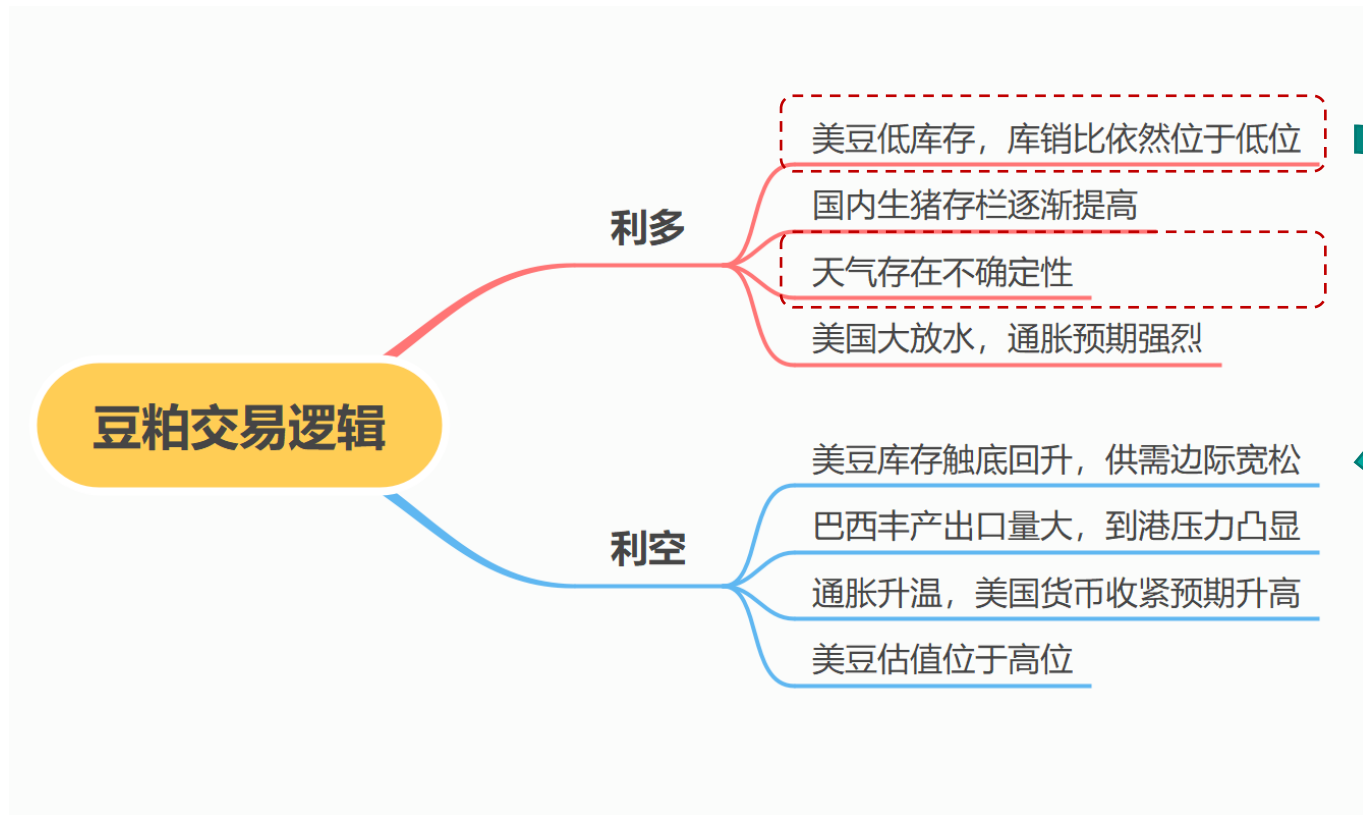 美豆低库存，库销比依然位于低位
国内生猪存栏逐渐提高
利多
天气存在不确定性
美国大放水，通胀预期强烈
豆粕交易逻辑
美豆库存触底回升，供需边际宽松
巴西丰产出口量大，到港压力凸显
利空
通胀升温，美国货币收紧预期升高
美豆估值位于高位